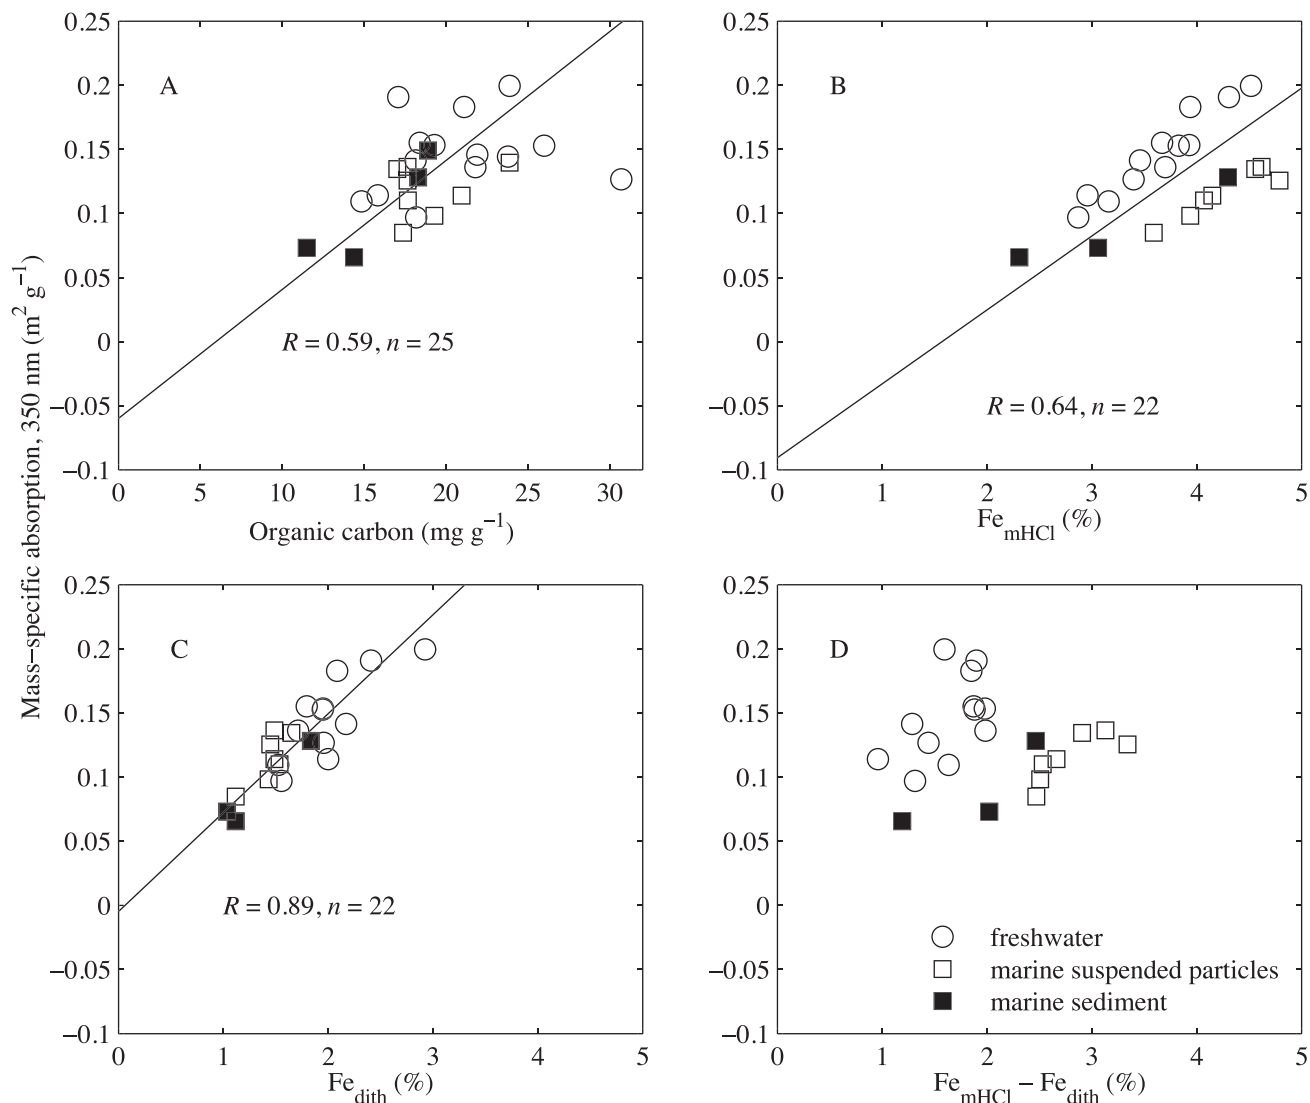 Mass–specific absorption, 350 nm (m² g⁻¹)
0.25
0.2
0.15
0.1
0.05
0
−0.05
−0.1
A
R = 0.59, n = 25
0 5 10 15 20 25 30
Organic carbon (mg g⁻¹)
0.25
0.2
0.15
0.1
0.05
0
−0.05
−0.1
B
R = 0.64, n = 22
0 1 2 3 4 5
Fe_mHCl (%)
0.25
0.2
0.15
0.1
0.05
0
−0.05
−0.1
C
R = 0.89, n = 22
0 1 2 3 4 5
Fe_dith (%)
0.25
0.2
0.15
0.1
0.05
0
−0.05
−0.1
D
freshwater
marine suspended particles
marine sediment
0 1 2 3 4 5
Fe_mHCl − Fe_dith (%)